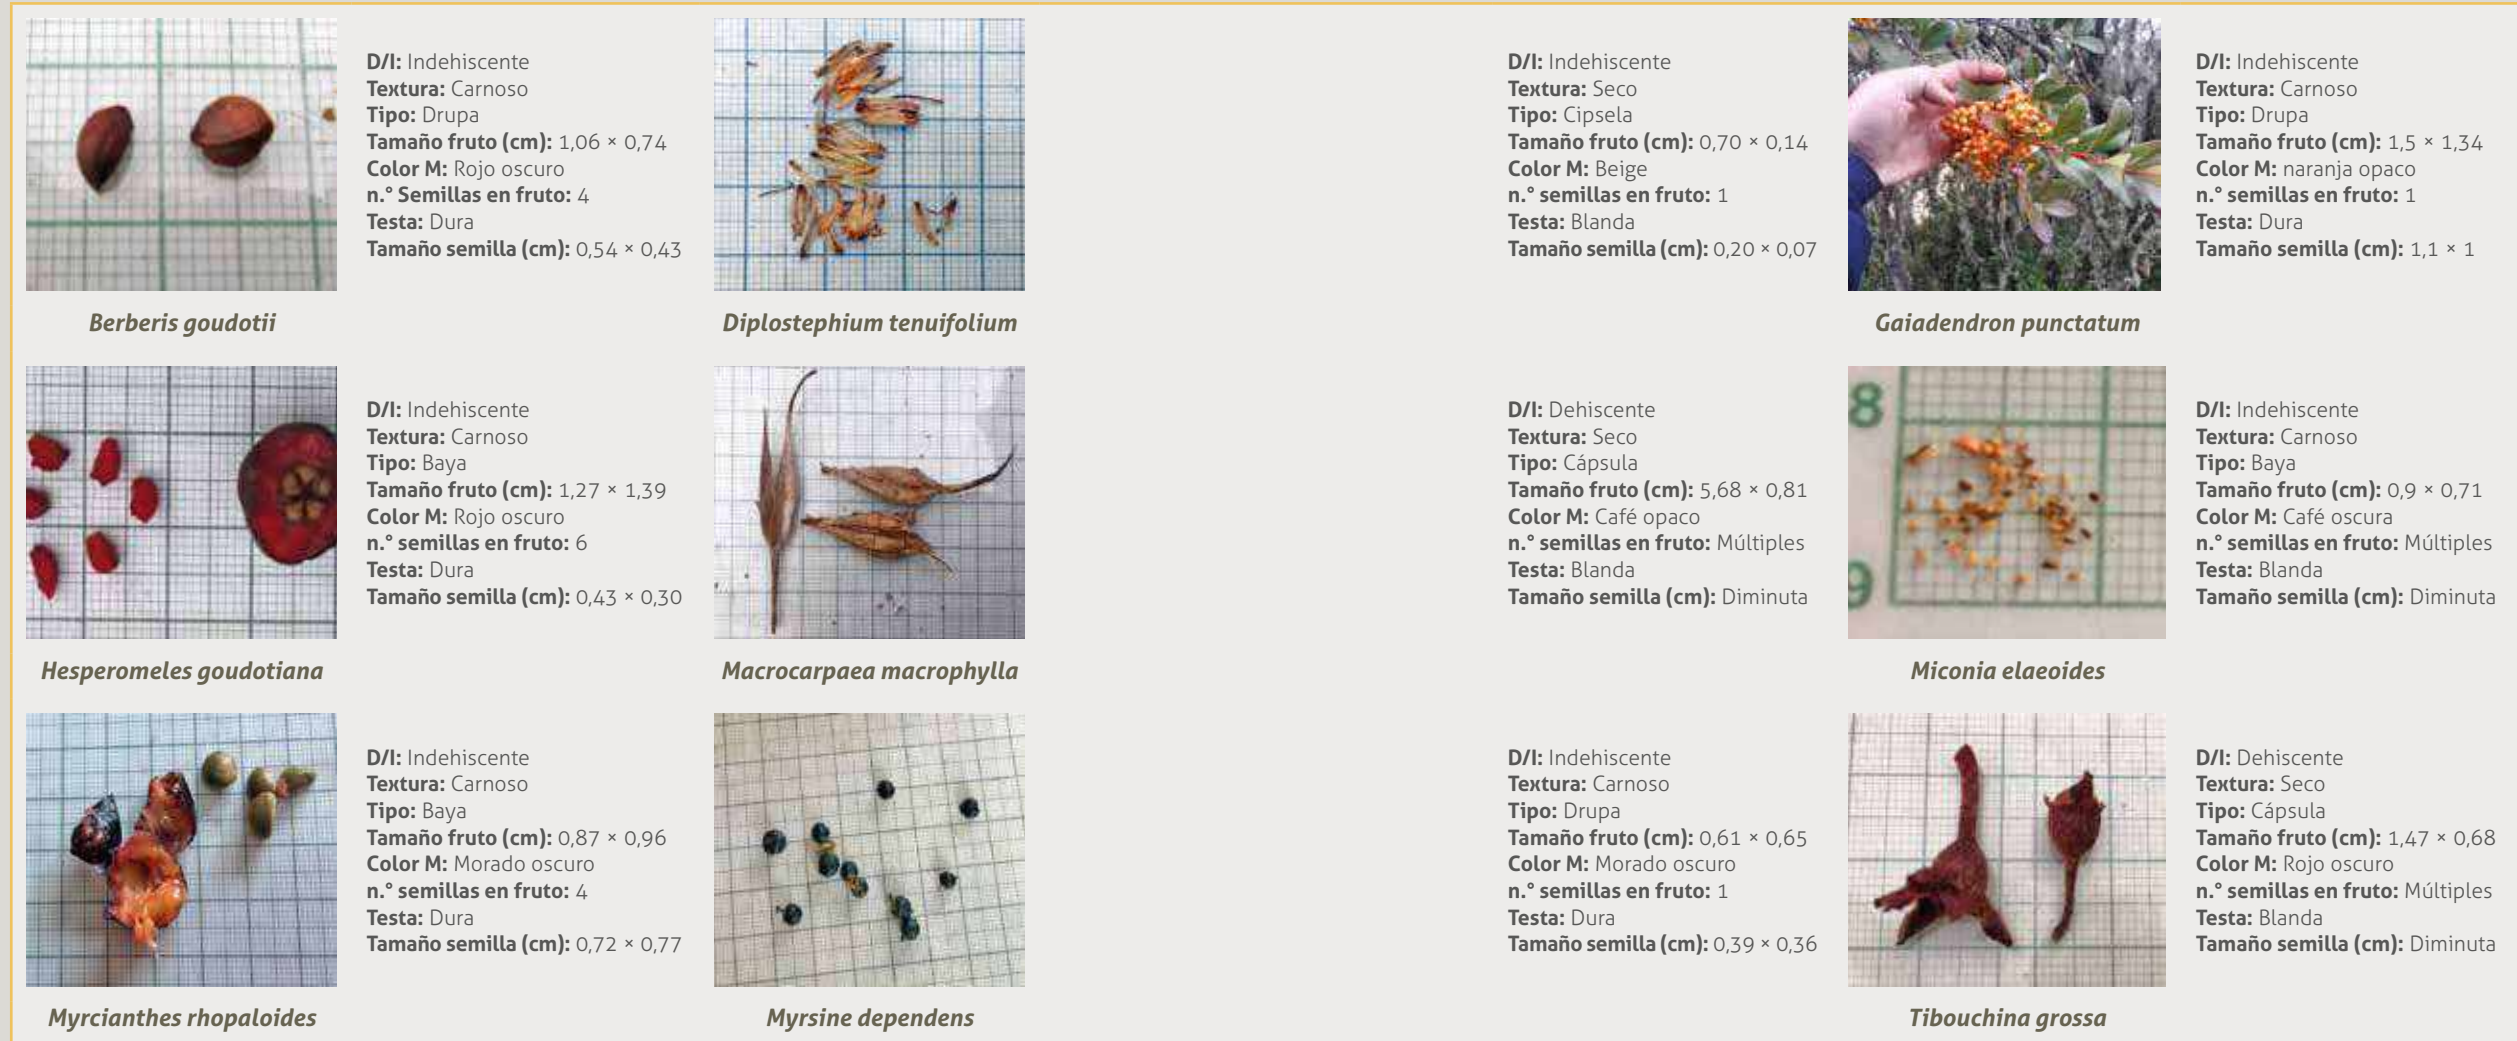 D/I: Indehiscente
Textura: Carnoso
Tipo: Drupa
Tamaño fruto (cm): 1,06 × 0,74
Color M: Rojo oscuro
n.° Semillas en fruto: 4
Testa: Dura
Tamaño semilla (cm): 0,54 × 0,43
Berberis goudotii
Diplostephium tenuifolium
D/I: Indehiscente
Textura: Seco
Tipo: Cipsela
Tamaño fruto (cm): 0,70 × 0,14
Color M: Beige
n.° semillas en fruto: 1
Testa: Blanda
Tamaño semilla (cm): 0,20 × 0,07
Gaiadendron punctatum
D/I: Indehiscente
Textura: Carnoso
Tipo: Drupa
Tamaño fruto (cm): 1,5 × 1,34
Color M: naranja opaco
n.° semillas en fruto: 1
Testa: Dura
Tamaño semilla (cm): 1,1 × 1
Hesperomeles goudotiana
D/I: Indehiscente
Textura: Carnoso
Tipo: Baya
Tamaño fruto (cm): 1,27 × 1,39
Color M: Rojo oscuro
n.° semillas en fruto: 6
Testa: Dura
Tamaño semilla (cm): 0,43 × 0,30
Macrocarpaea macrophylla
D/I: Dehiscente
Textura: Seco
Tipo: Cápsula
Tamaño fruto (cm): 5,68 × 0,81
Color M: Café opaco
n.° semillas en fruto: Múltiples
Testa: Blanda
Tamaño semilla (cm): Diminuta
8
9
Miconia elaeoides
D/I: Indehiscente
Textura: Carnoso
Tipo: Baya
Tamaño fruto (cm): 0,9 × 0,71
Color M: Café oscura
n.° semillas en fruto: Múltiples
Testa: Blanda
Tamaño semilla (cm): Diminuta
Myrcianthes rhopaloides
D/I: Indehiscente
Textura: Carnoso
Tipo: Baya
Tamaño fruto (cm): 0,87 × 0,96
Color M: Morado oscuro
n.° semillas en fruto: 4
Testa: Dura
Tamaño semilla (cm): 0,72 × 0,77
Myrsine dependens
D/I: Indehiscente
Textura: Carnoso
Tipo: Drupa
Tamaño fruto (cm): 0,61 × 0,65
Color M: Morado oscuro
n.° semillas en fruto: 1
Testa: Dura
Tamaño semilla (cm): 0,39 × 0,36
Tibouchina grossa
D/I: Dehiscente
Textura: Seco
Tipo: Cápsula
Tamaño fruto (cm): 1,47 × 0,68
Color M: Rojo oscuro
n.° semillas en fruto: Múltiples
Testa: Blanda
Tamaño semilla (cm): Diminuta